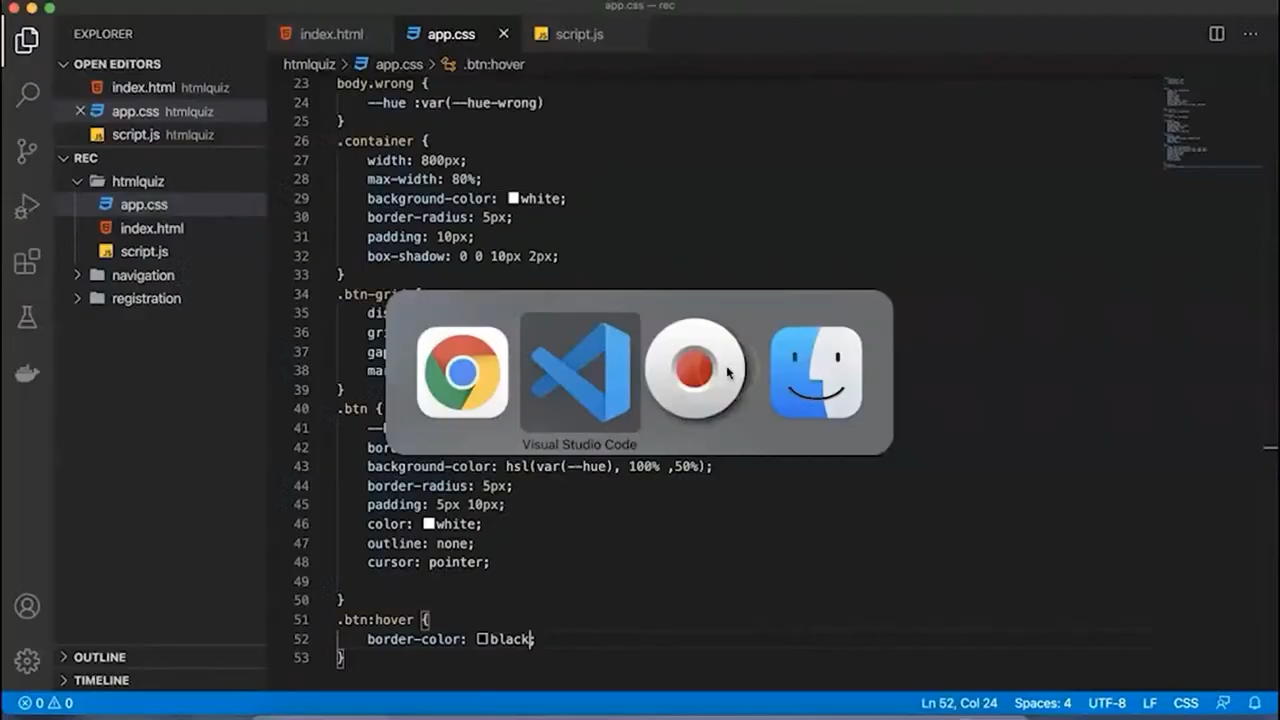 app.css — rec
EXPLORER
index.html
app.css
script.js
OPEN EDITORS
htmlquiz
app.css
.btn:hover
index.html htmlquiz
app.css htmlquiz
script.js htmlquiz
REC
htmlquiz
app.css
index.html
script.js
navigation
registration
23 body.wrong {
24 --hue :var(--hue-wrong)
25 }
26 .container {
27 width: 800px;
28 max-width: 80%;
29 background-color: white;
30 border-radius: 5px;
31 padding: 10px;
32 box-shadow: 0 0 10px 2px;
33 }
34 .btn-gri
35 dis
36 gri
37 gap
38 mar
39 }
40 .btn {
41 --
42 bor
43 background-color: hsl(var(--hue), 100% ,50%);
44 border-radius: 5px;
45 padding: 5px 10px;
46 color: white;
47 outline: none;
48 cursor: pointer;
49
50 }
51 .btn:hover {
52 border-color: black;
53 }
Visual Studio Code
OUTLINE
TIMELINE
0 0
Ln 52, Col 24
Spaces: 4
UTF-8
LF
CSS